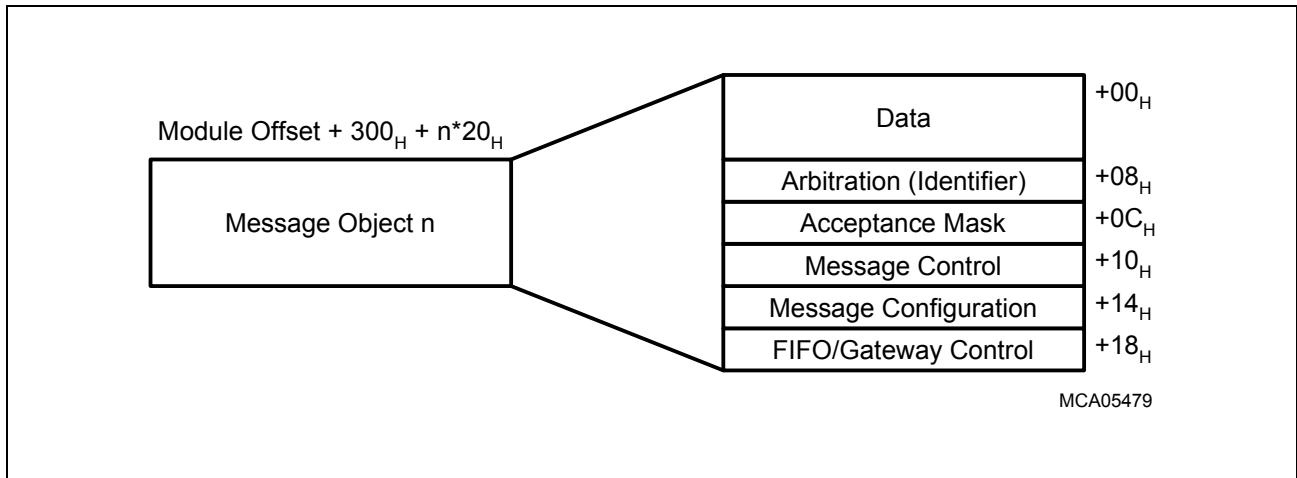 Module Offset + 300H + n*20H
Message Object n
Data
+00H
Arbitration (Identifier)
+08H
Acceptance Mask
+0CH
Message Control
+10H
Message Configuration
+14H
FIFO/Gateway Control
+18H
MCA05479